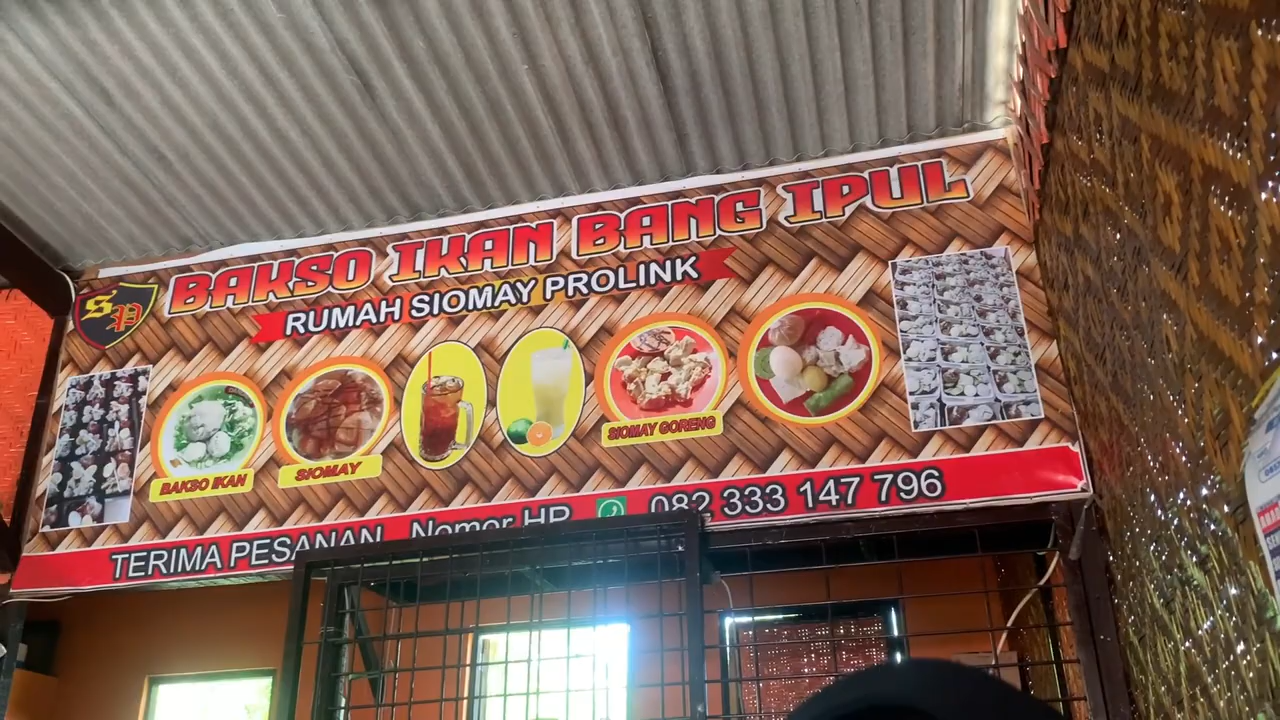 BAKSO IKAN BANG IPUL
RUMAH SIOMAY PROLINK
SP
BAKSO IKAN
SIOMAY
SIOMAY GORENG
TERIMA PESANAN Nomor HP 082 333 147 796